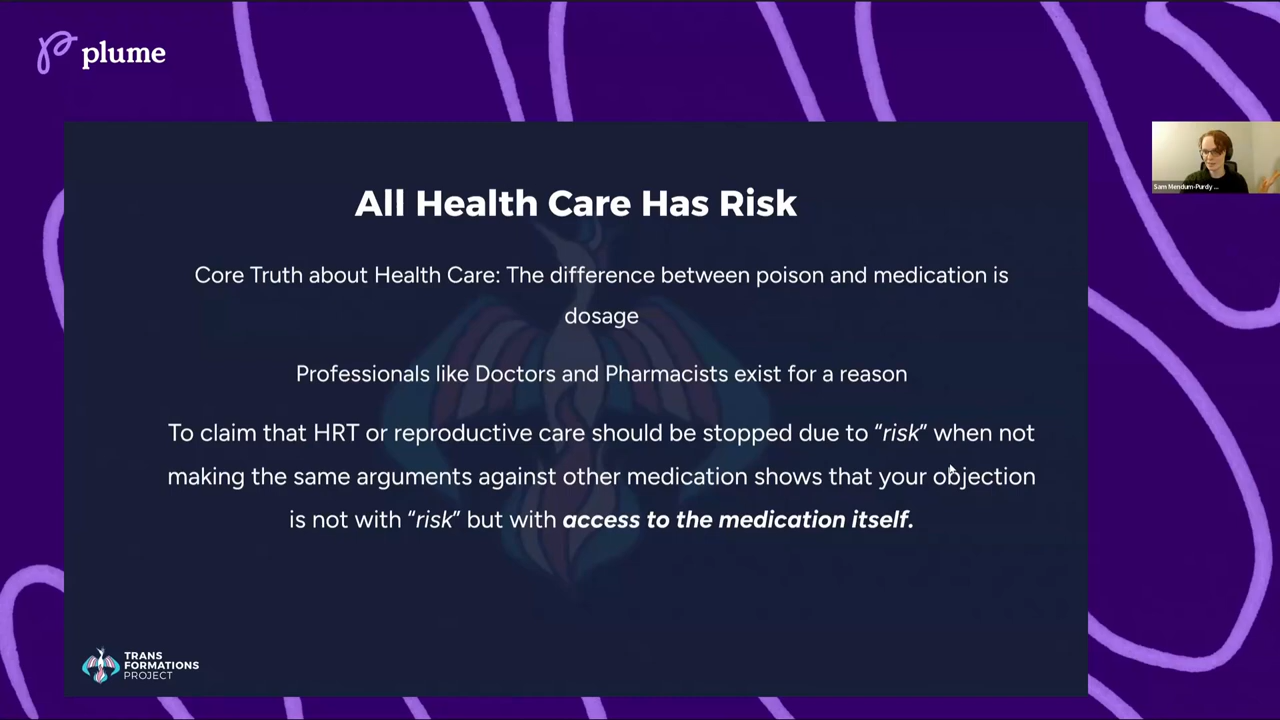 plume
All Health Care Has Risk
Core Truth about Health Care: The difference between poison and medication is
dosage
Professionals like Doctors and Pharmacists exist for a reason
To claim that HRT or reproductive care should be stopped due to “risk” when not
making the same arguments against other medication shows that your objection
is not with “risk” but with access to the medication itself.
Sam Mendum-Purdy ...
TRANS
FORMATIONS
PROJECT